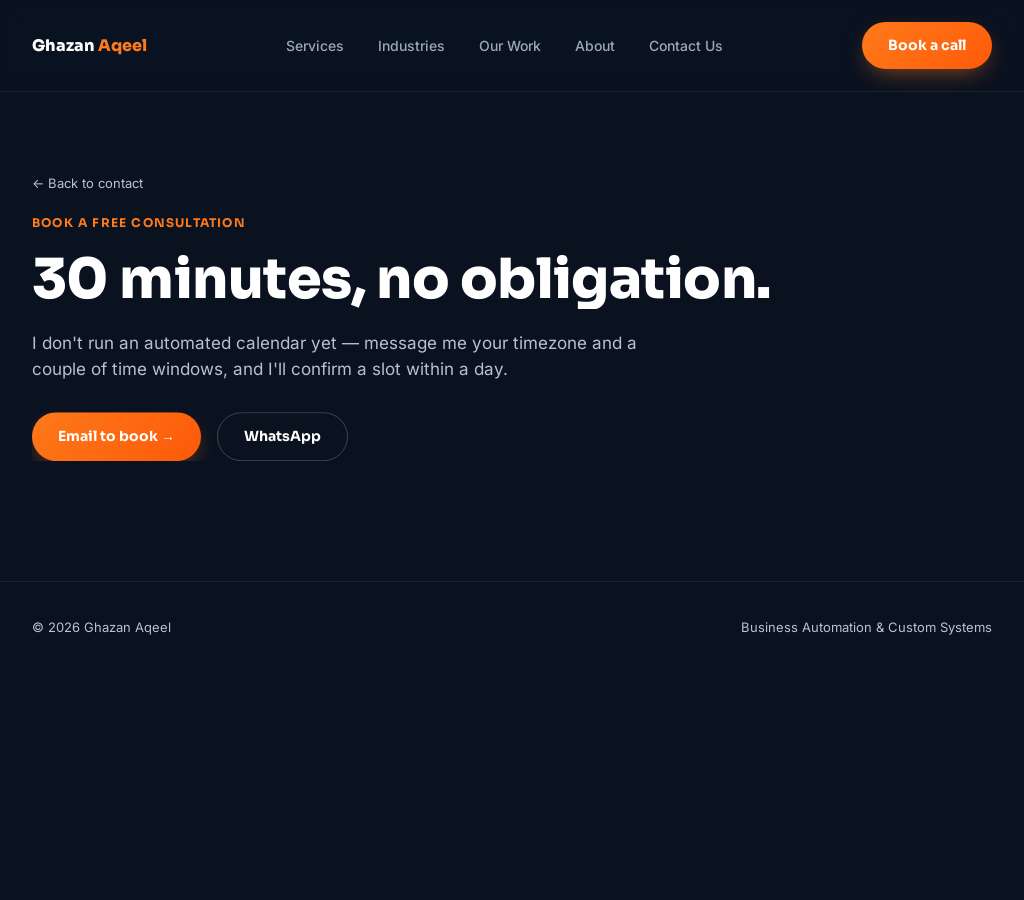 Ghazan Aqeel
Services
Industries
Our Work
About
Contact Us
Book a call
← Back to contact
BOOK A FREE CONSULTATION
30 minutes, no obligation.
I don't run an automated calendar yet — message me your timezone and a
couple of time windows, and I'll confirm a slot within a day.
Email to book →
WhatsApp
© 2026 Ghazan Aqeel
Business Automation & Custom Systems